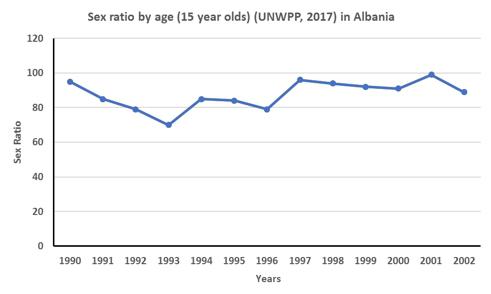 Sex ratio by age (15 year olds) (UNWPP, 2017) in Albania
120
100
80
60
40
20
0
Sex Ratio
1990 1991 1992 1993 1994 1995 1996 1997 1998 1999 2000 2001 2002
Years